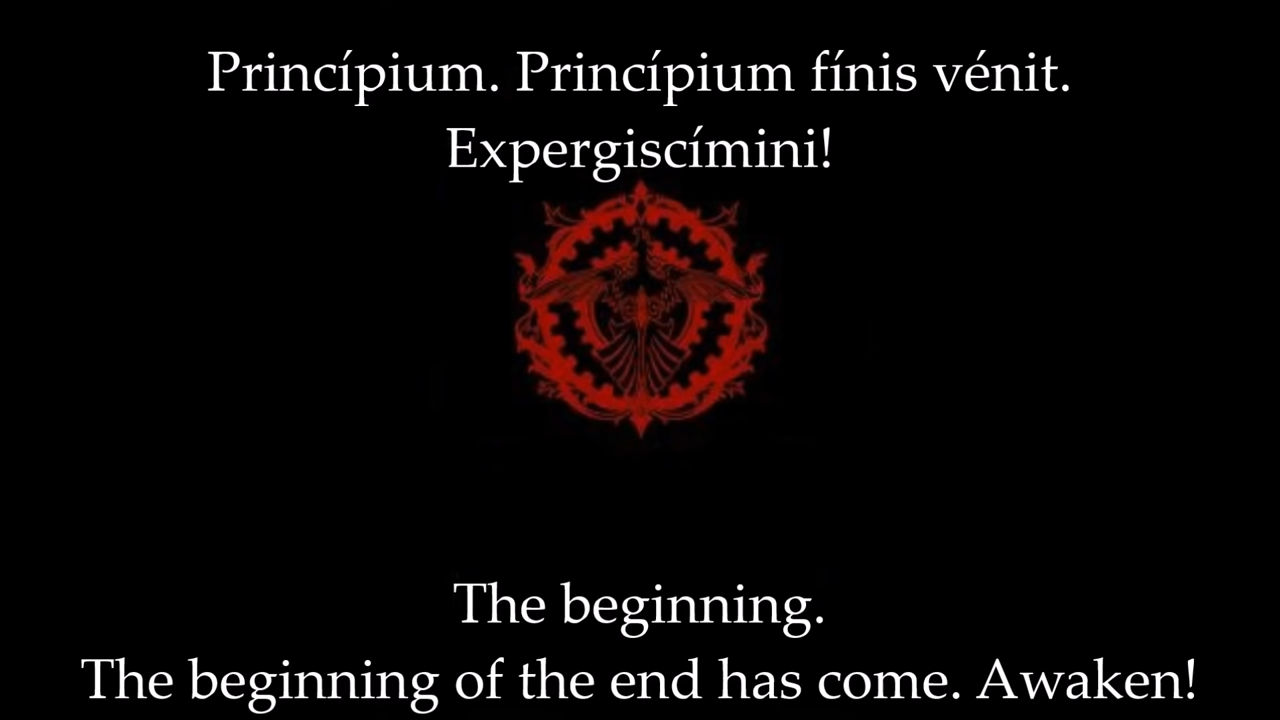 Princípium. Princípium fínis vénit.
Expergiscímini!
The beginning.
The beginning of the end has come. Awaken!